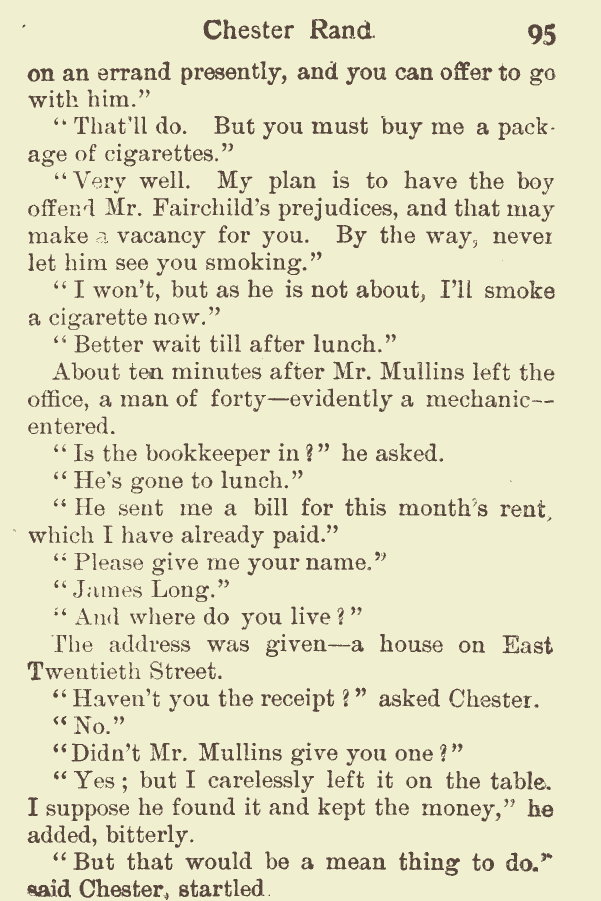 Chester Rand. 95
on an errand presently, and you can offer to go
with him.”
“That'll do. But you must buy me a pack-
age of cigarettes.”
“Very well. My plan is to have the boy
offend Mr. Fairchild's prejudices, and that may
make a vacancy for you. By the way, never
let him see you smoking.”
“I won't, but as he is not about, I'll smoke
a cigarette now.”
“Better wait till after lunch.”
About ten minutes after Mr. Mullins left the
office, a man of forty—evidently a mechanic—
entered.
“Is the bookkeeper in?” he asked.
“He's gone to lunch.”
“He sent me a bill for this month's rent,
which I have already paid.”
“Please give me your name.”
“James Long.”
“And where do you live?”
The address was given—a house on East
Twentieth Street.
“Haven't you the receipt?” asked Chester.
“No.”
“Didn't Mr. Mullins give you one?”
“Yes; but I carelessly left it on the table.
I suppose he found it and kept the money,” he
added, bitterly.
“But that would be a mean thing to do.”
said Chester, startled.